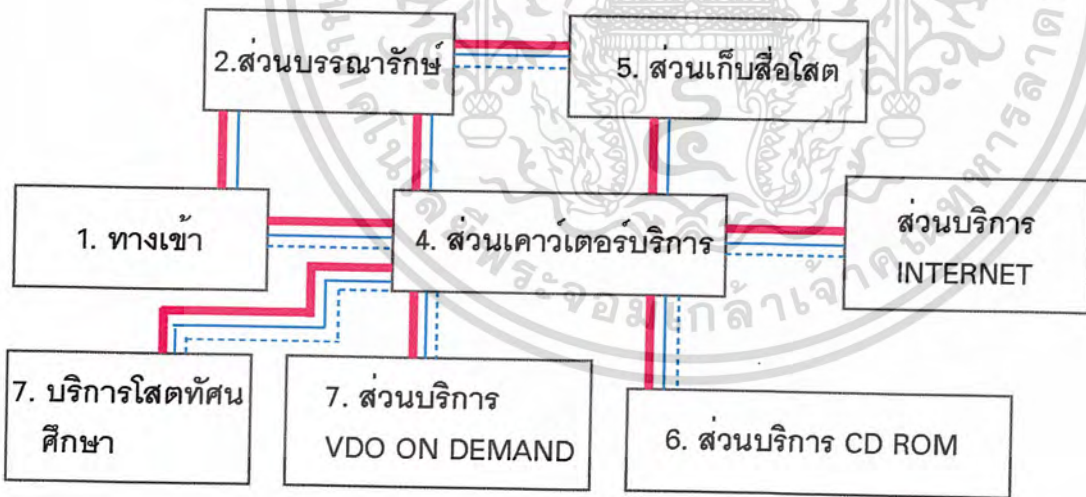 2.ส่วนบรรณารักษ์
5. ส่วนเก็บสื่อโสต
1. ทางเข้า
4. ส่วนเคาว์เตอร์บริการ
ส่วนบริการ
INTERNET
7. บริการโสตทัศน
ศึกษา
7. ส่วนบริการ
VDO ON DEMAND
6. ส่วนบริการ CD ROM